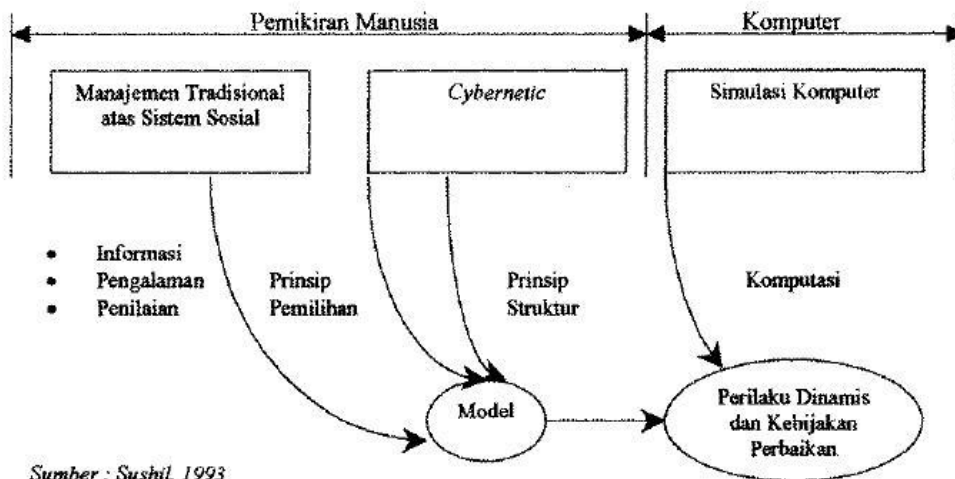 Pemikiran Manusia
Komputer
Manajemen Tradisional
atas Sistem Sosial
Cybernetic
Simulasi Komputer
• Informasi
• Pengalaman
• Penilaian
Prinsip
Pemilihan
Prinsip
Struktur
Komputasi
Model
Perilaku Dinamis
dan Kebijakan
Perbaikan
Sumber : Sushil, 1993